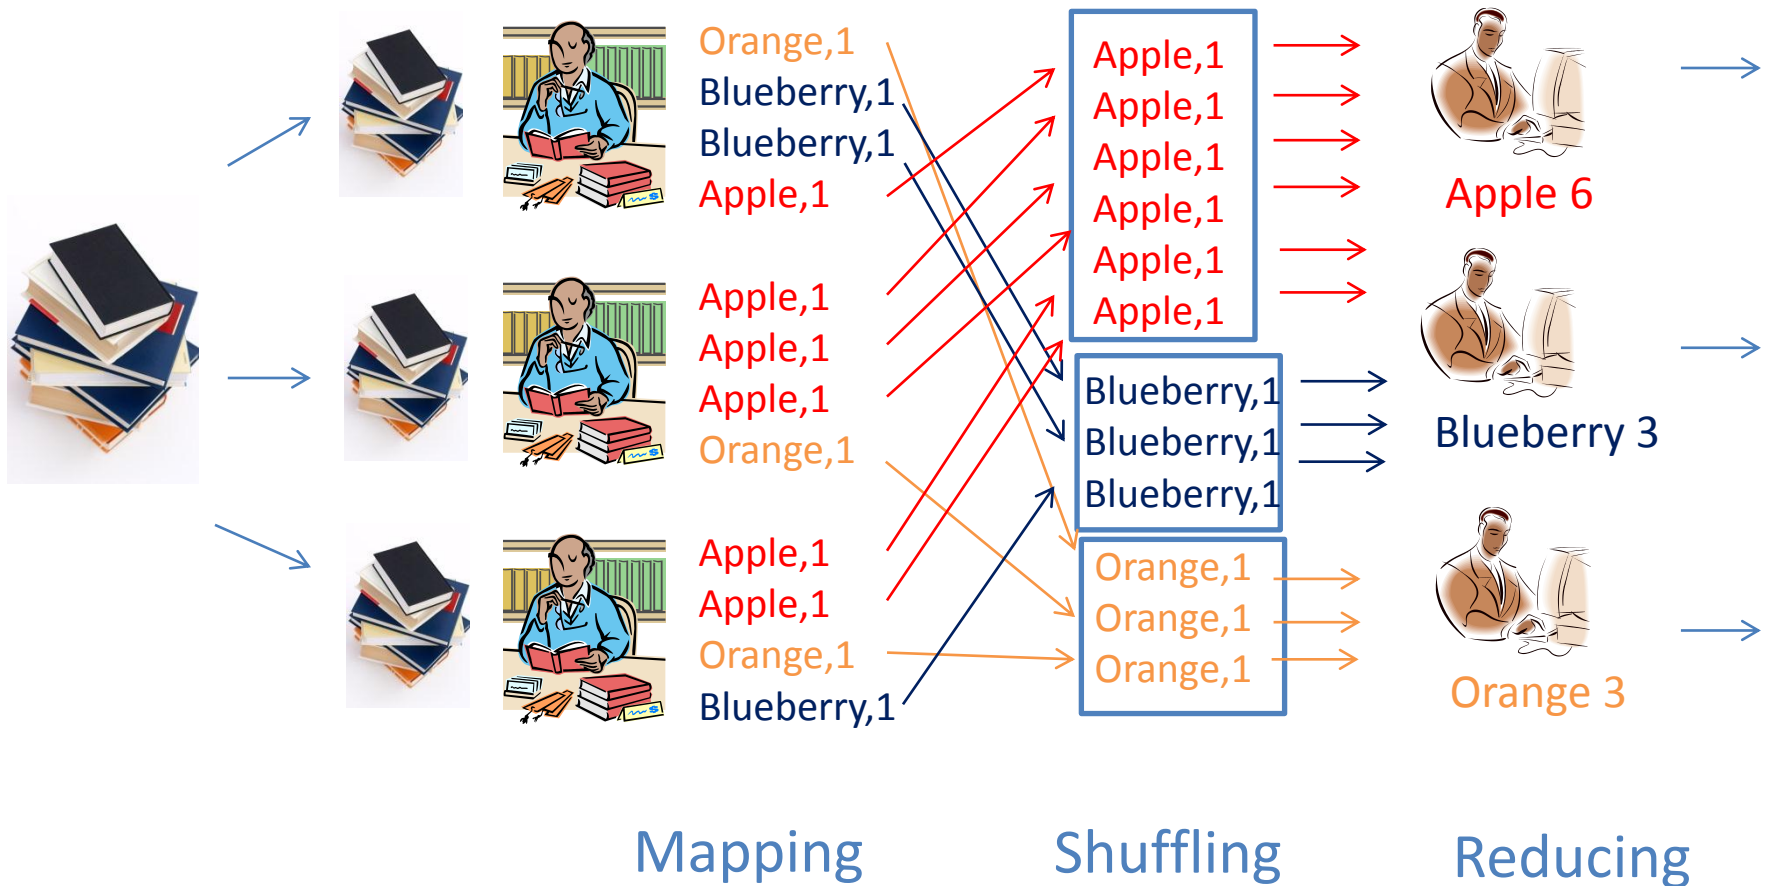 Orange,1
Blueberry,1
Blueberry,1
Apple,1
Apple,1
Apple,1
Apple,1
Orange,1
Apple,1
Apple,1
Orange,1
Blueberry,1
Apple,1
Apple,1
Apple,1
Apple,1
Apple,1
Apple,1
Blueberry,1
Blueberry,1
Blueberry,1
Orange,1
Orange,1
Orange,1
Apple 6
Blueberry 3
Orange 3
Mapping
Shuffling
Reducing